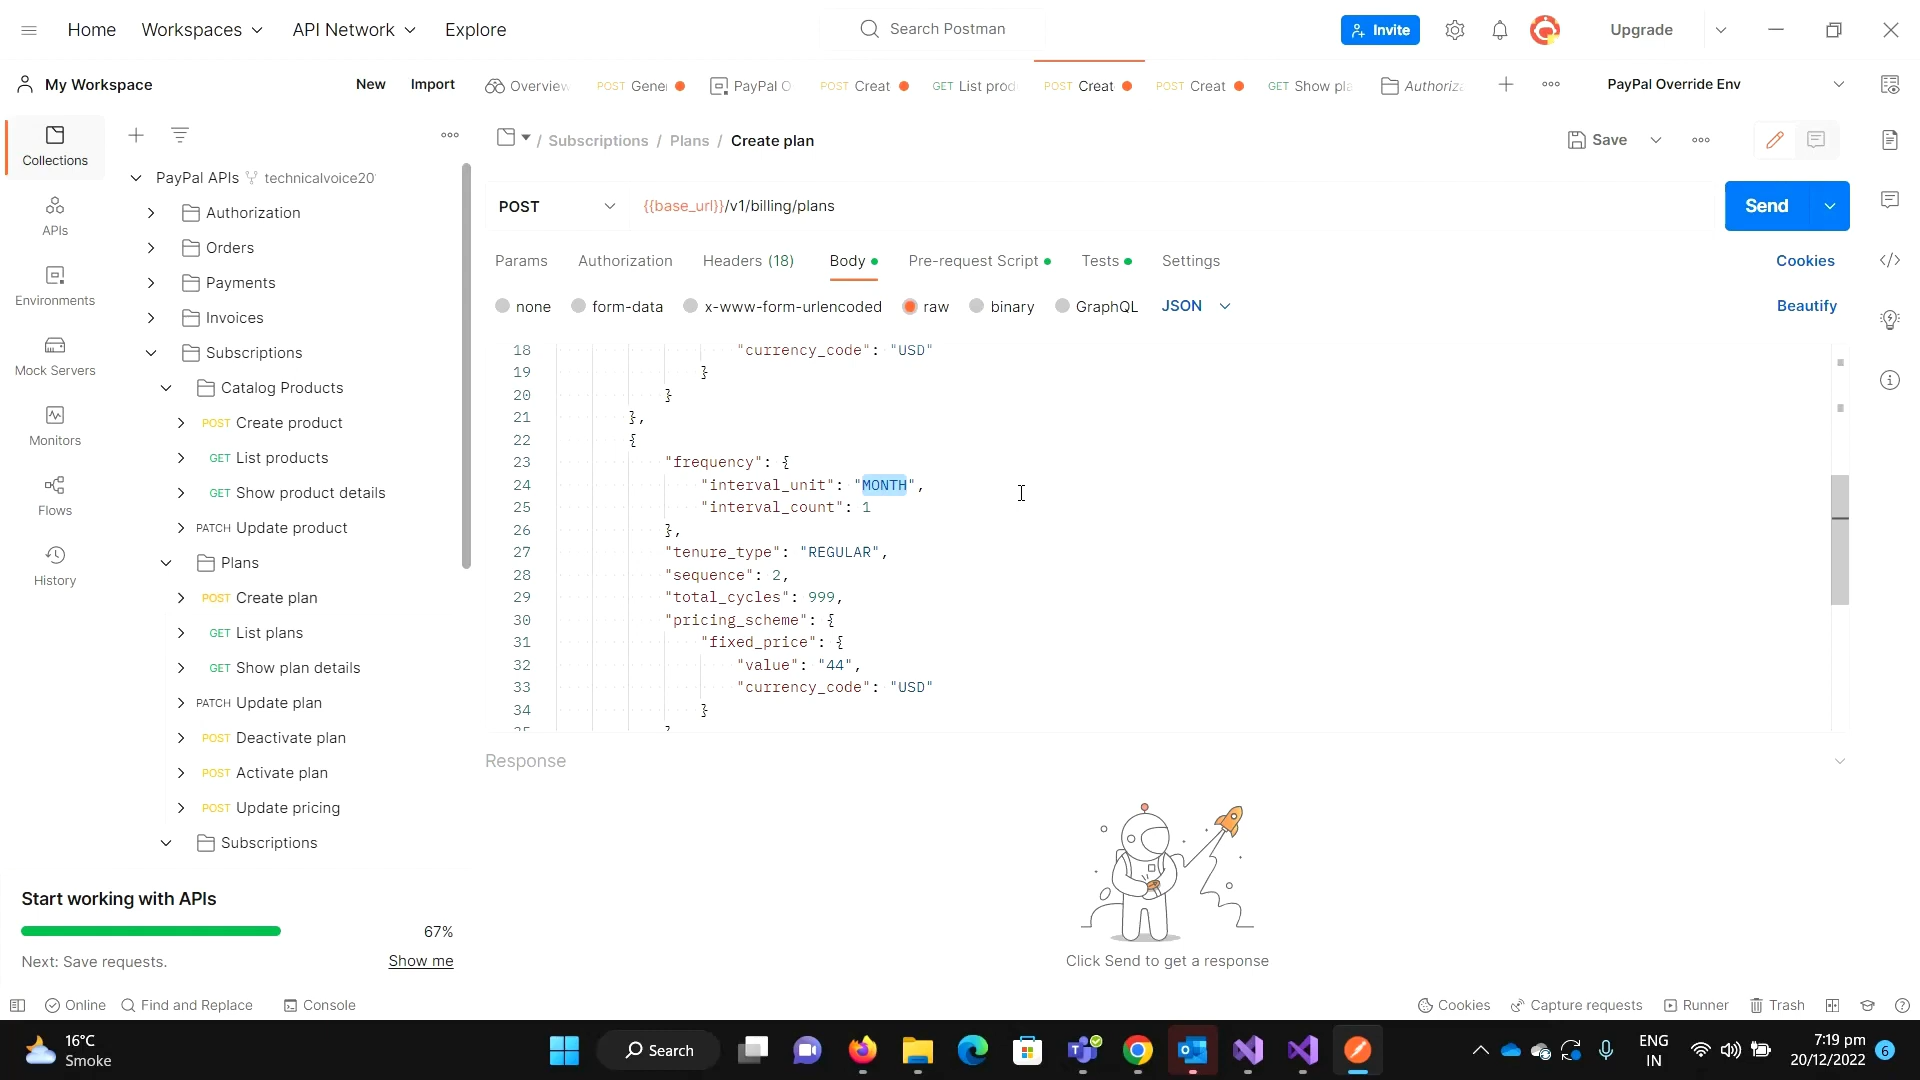 Home Workspaces API Network Explore Search Postman Invite Upgrade
My Workspace New Import Overview POST Gene PayPal O POST Creat GET List prod POST Creat POST Creat GET Show pla Authoriza PayPal Override Env
Collections
APIs
Environments
Mock Servers
Monitors
Flows
History
PayPal APIs technicalvoice20
Authorization
Orders
Payments
Invoices
Subscriptions
Catalog Products
POST Create product
GET List products
GET Show product details
PATCH Update product
Plans
POST Create plan
GET List plans
GET Show plan details
PATCH Update plan
POST Deactivate plan
POST Activate plan
POST Update pricing
Subscriptions
Start working with APIs
67%
Next: Save requests. Show me
/ Subscriptions / Plans / Create plan Save
POST {{base_url}}/v1/billing/plans Send
Params Authorization Headers (18) Body Pre-request Script Tests Settings Cookies
none form-data x-www-form-urlencoded raw binary GraphQL JSON Beautify
18 "currency_code": "USD"
19 }
20 }
21 },
22 {
23 "frequency": {
24 "interval_unit": "MONTH",
25 "interval_count": 1
26 },
27 "tenure_type": "REGULAR",
28 "sequence": 2,
29 "total_cycles": 999,
30 "pricing_scheme": {
31 "fixed_price": {
32 "value": "44",
33 "currency_code": "USD"
34 }
35 }
Response
Click Send to get a response
Online Find and Replace Console Cookies Capture requests Runner Trash
16°C
Smoke
Search
ENG
IN
7:19 pm
20/12/2022
6